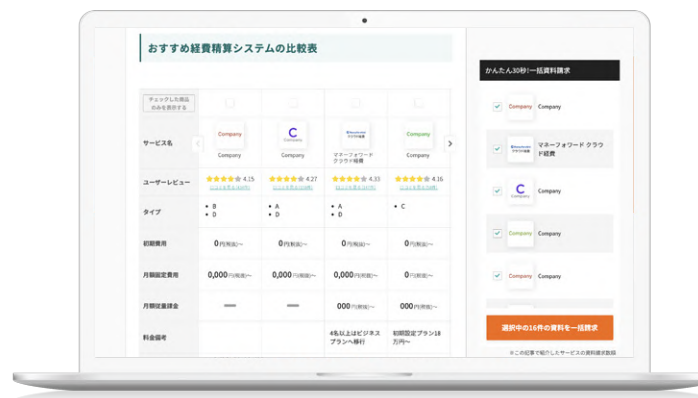 おすすめ経費精算システムの比較表
チェックした商品
のみを表示する
サービス名
Company
Company
C
Company
Company
マネーフォワード
クラウド経費
Company
Company
ユーザーレビュー
4.15
4.27
4.33
4.16
タイプ
• B
• D
• A
• D
• A
• D
• C
初期費用
0円(税抜)〜
0円(税抜)〜
0円(税抜)〜
0円(税抜)〜
月額固定費用
0,000円(税抜)〜
0,000円(税抜)〜
0,000円(税抜)〜
0円(税抜)〜
月額従量課金
ー
ー
000円(税抜)〜
000円(税抜)〜
料金備考
4名以上はビジネス
プランへ移行
初期設定プラン18
万円〜
かんたん30秒!一括資料請求
Company Company
マネーフォワード クラウ
ド経費
C
Company
Company
Company Company
Company Company
選択中の16件の資料を一括請求
※この記事で紹介したサービスの資料請求数順